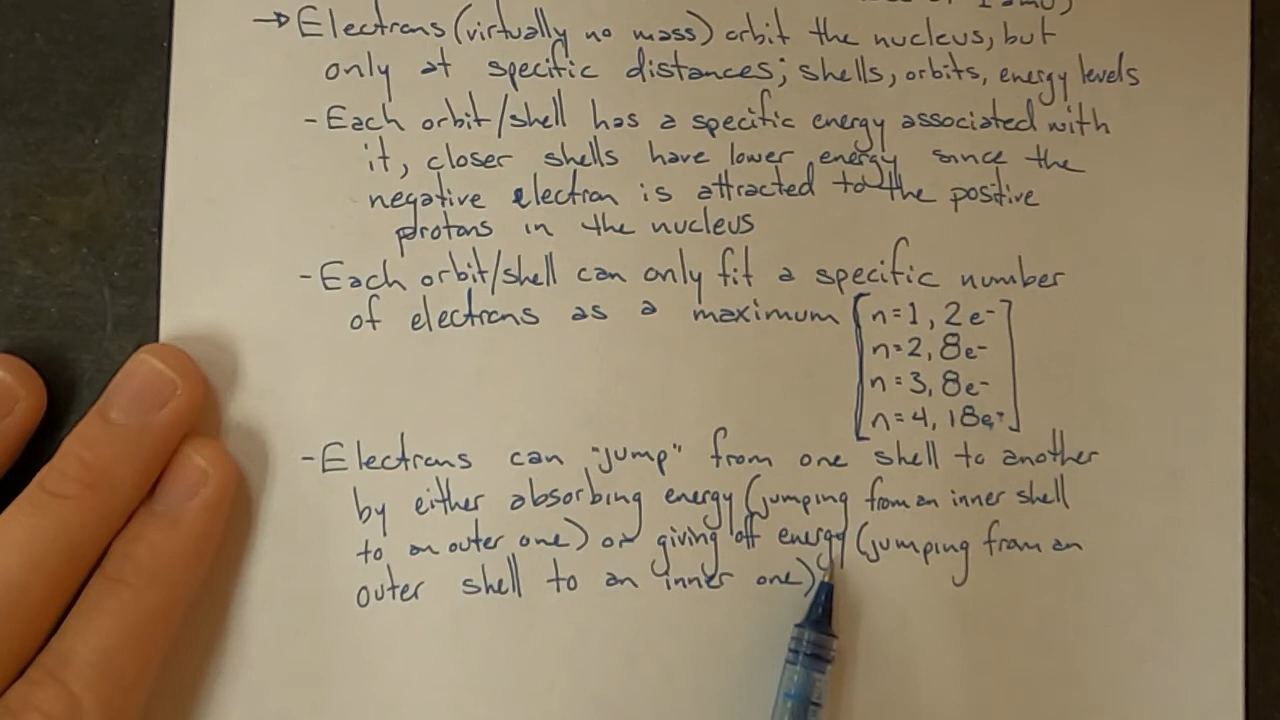 → Electrons (virtually no mass) orbit the nucleus, but
only at specific distances; shells, orbits, energy levels
- Each orbit/shell has a specific energy associated with
it, closer shells have lower energy since the
negative electron is attracted to the positive
protons in the nucleus
- Each orbit/shell can only fit a specific number
of electrons as a maximum
n=1, 2e-
n=2, 8e-
n=3, 8e-
n=4, 18e-
- Electrons can "jump" from one shell to another
by either absorbing energy (jumping from an inner shell
to an outer one) or giving off energy (jumping from an
outer shell to an inner one)